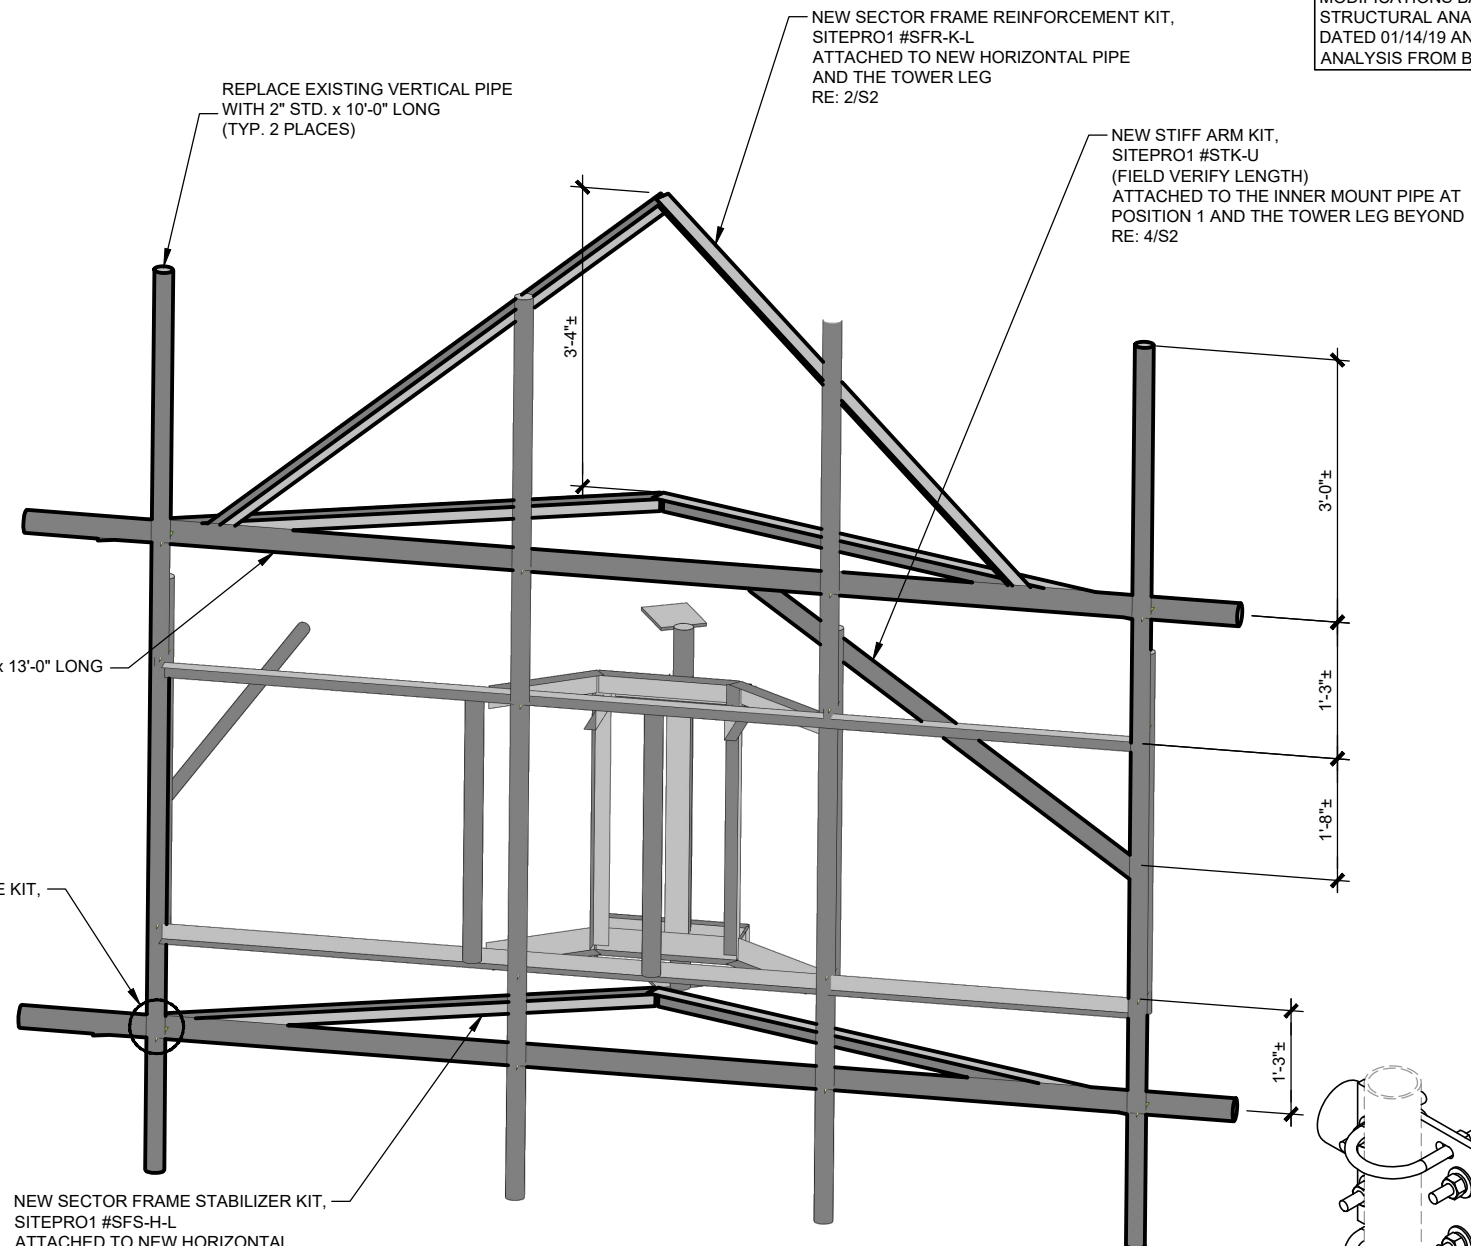 MODIFICATIONS
STRUCTURAL
DATED 01/14/19
ANALYSIS FROM
NEW SECTOR FRAME REINFORCEMENT KIT,
SITEPRO1 #SFR-K-L
ATTACHED TO NEW HORIZONTAL PIPE
AND THE TOWER LEG
RE: 2/S2
REPLACE EXISTING VERTICAL PIPE
WITH 2" STD. x 10'-0" LONG
(TYP. 2 PLACES)
NEW STIFF ARM KIT,
SITEPRO1 #STK-U
(FIELD VERIFY LENGTH)
ATTACHED TO THE INNER MOUNT PIPE AT
POSITION 1 AND THE TOWER LEG BEYOND
RE: 4/S2
3'-4"±
3'-0"±
1'-3"±
1'-8"±
x 13'-0" LONG
KIT,
1'-3"±
NEW SECTOR FRAME STABILIZER KIT,
SITEPRO1 #SFS-H-L
ATTACHED TO NEW HORIZONTAL